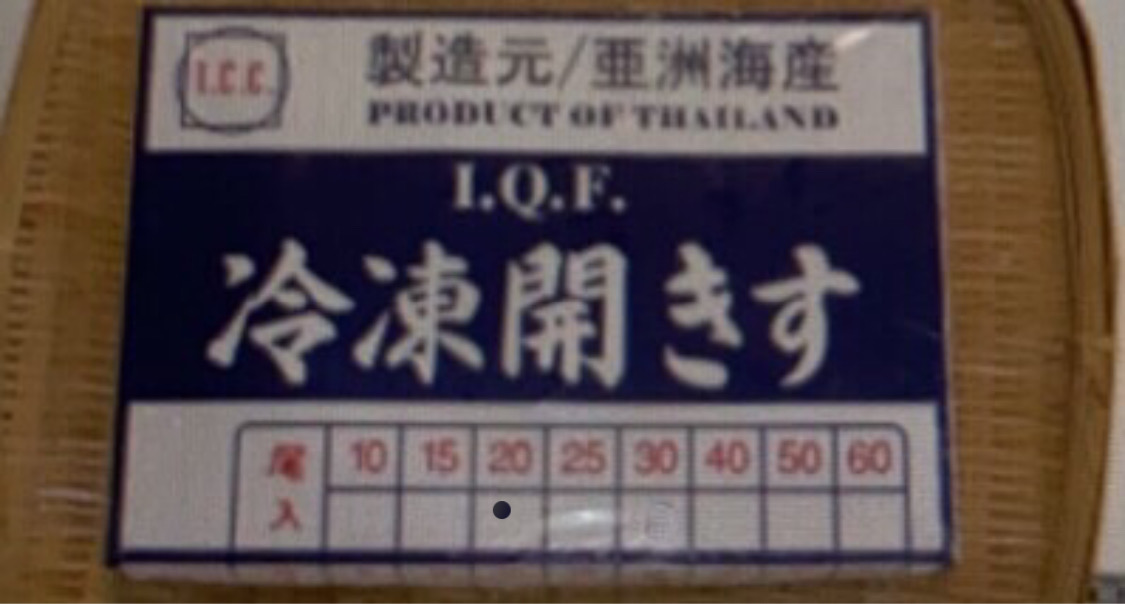 I.C.C.
製造元/亜洲海産
PRODUCT OF THAILAND
I.Q.F.
冷凍開きす
尾入 10 15 20 25 30 40 50 60